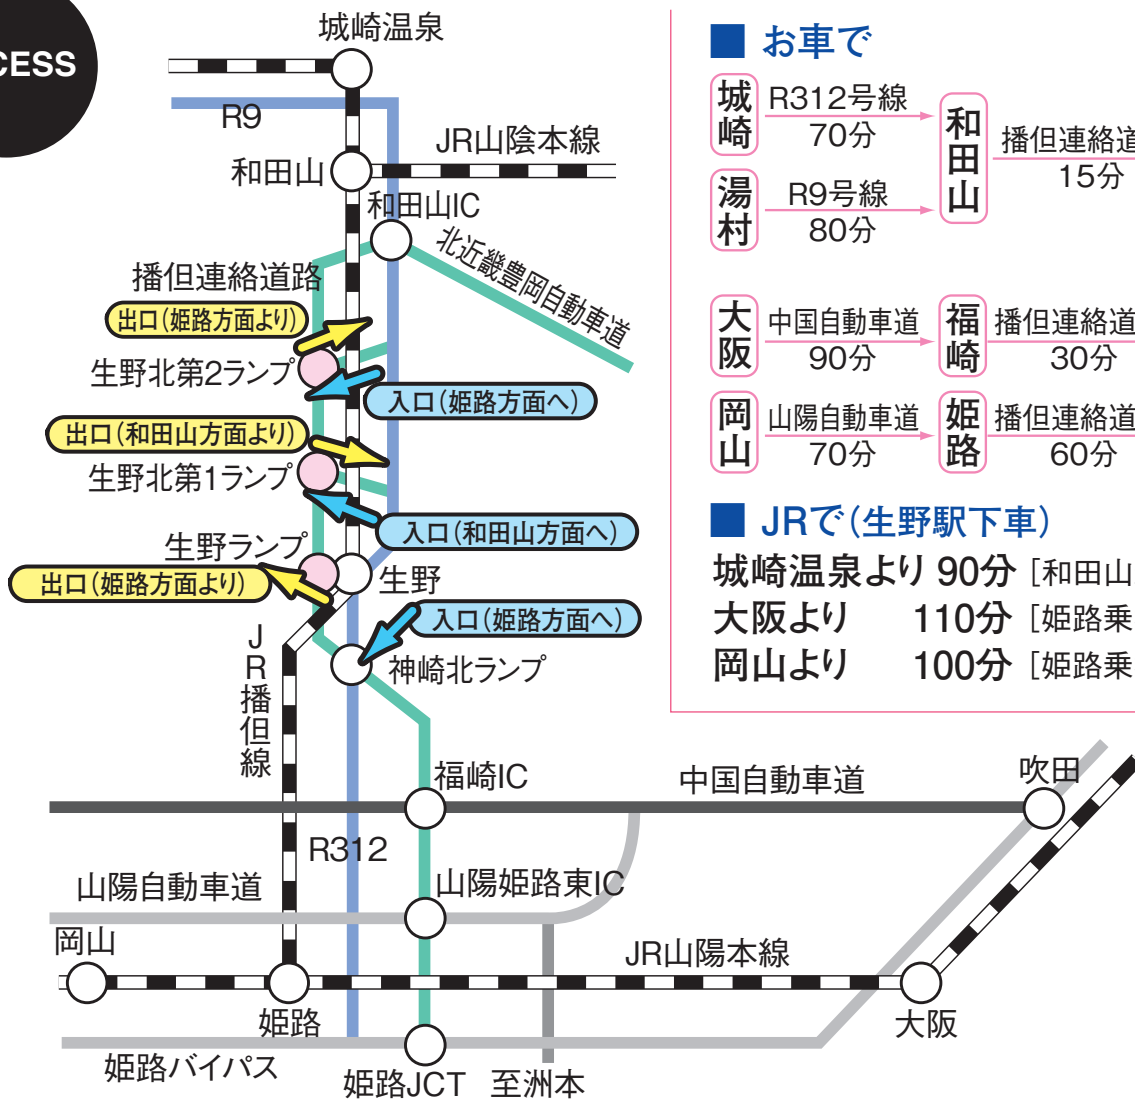 CESS
城崎温泉
R9
JR山陰本線
和田山
和田山IC
北近畿豊岡自動車道
播但連絡道路
出口(姫路方面より)
生野北第2ランプ
入口(姫路方面へ)
出口(和田山方面より)
生野北第1ランプ
入口(和田山方面へ)
生野ランプ
出口(姫路方面より)
生野
入口(姫路方面へ)
神崎北ランプ
JR播但線
福崎IC
中国自動車道
吹田
R312
山陽自動車道
山陽姫路東IC
岡山
JR山陽本線
姫路
大阪
姫路バイパス
姫路JCT
至洲本
■ お車で
城崎 R312号線 70分 和田山 播但連絡道 15分
湯村 R9号線 80分
大阪 中国自動車道 90分 福崎 播但連絡道 30分
岡山 山陽自動車道 70分 姫路 播但連絡道 60分
■ JRで(生野駅下車)
城崎温泉より 90分 [和田山
大阪より 110分 [姫路乗
岡山より 100分 [姫路乗